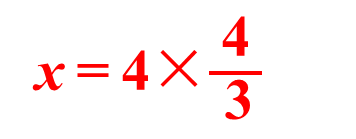 x = 4 × 4/3